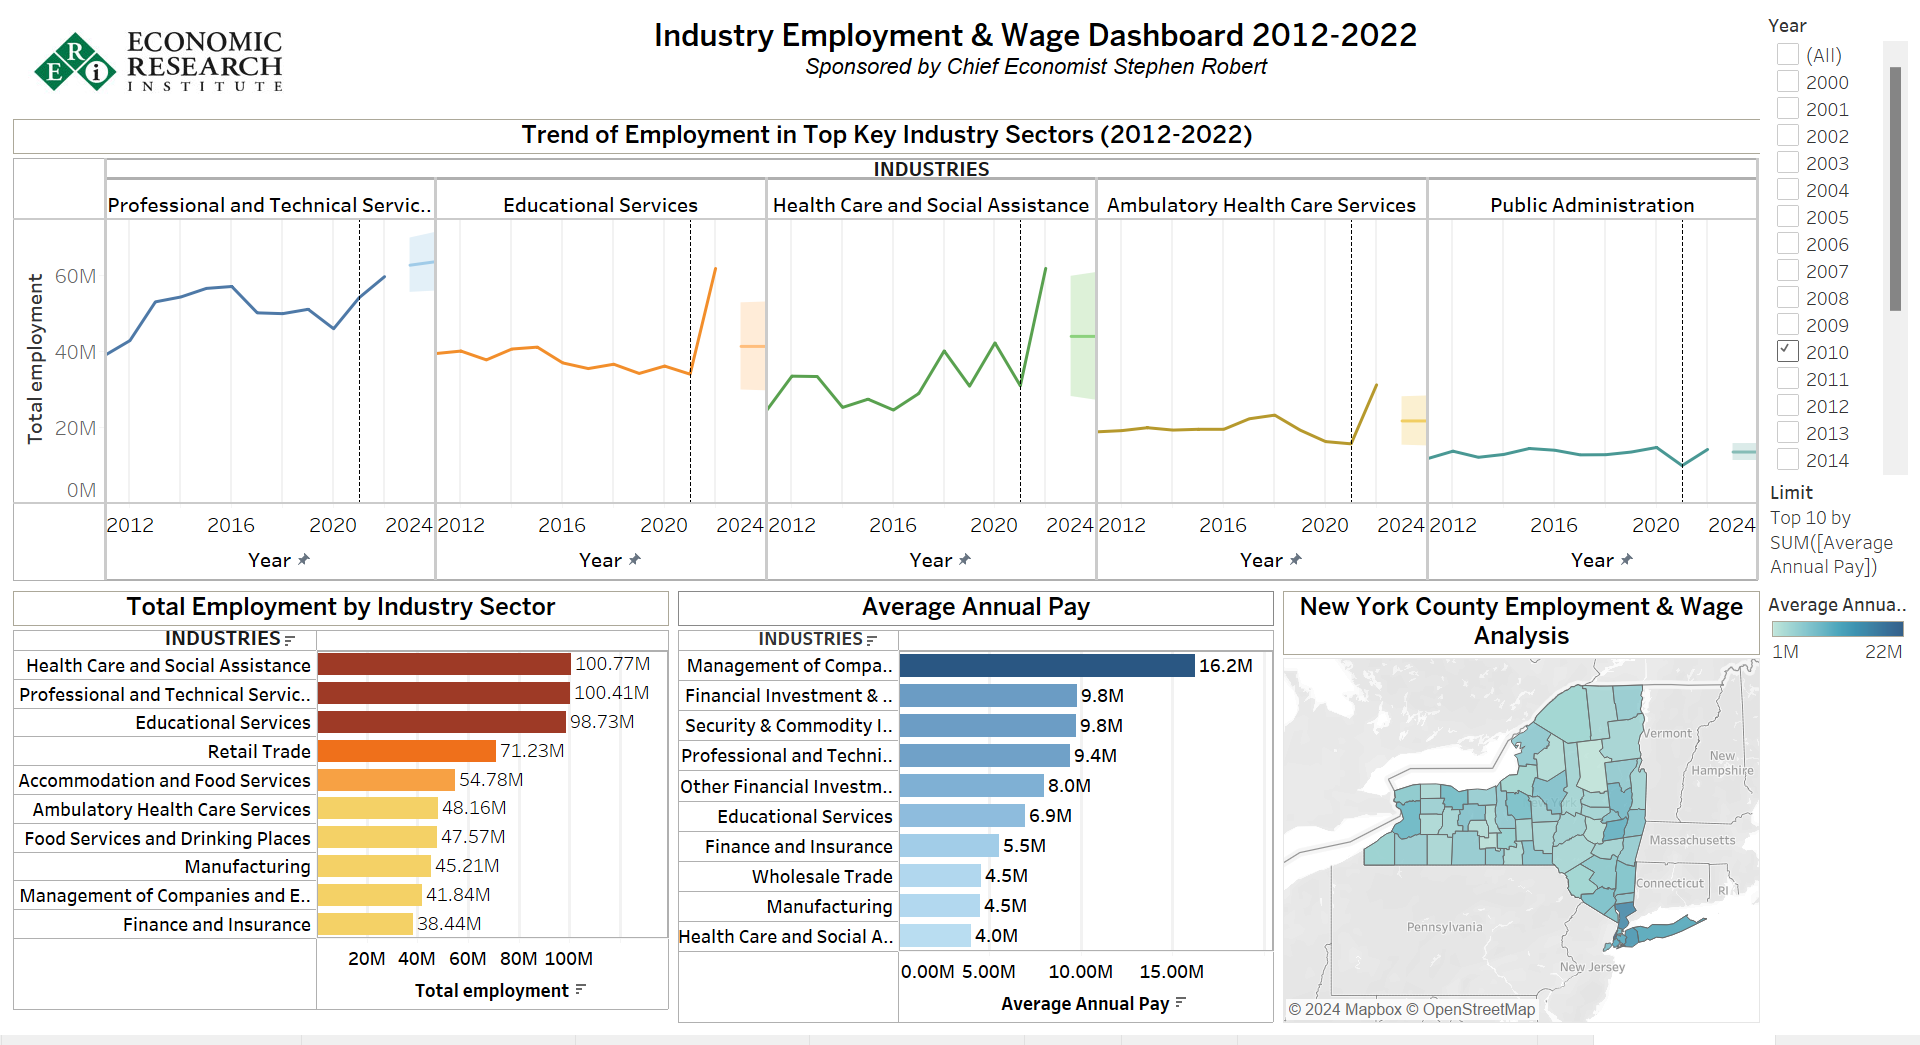 ERi ECONOMIC
RESEARCH
INSTITUTE
Industry Employment & Wage Dashboard 2012-2022
Sponsored by Chief Economist Stephen Robert
Trend of Employment in Top Key Industry Sectors (2012-2022)
INDUSTRIES
Professional and Technical Servic.. Educational Services Health Care and Social Assistance Ambulatory Health Care Services Public Administration
Total employment
60M
40M
20M
0M
2012 2016 2020 2024 2012 2016 2020 2024 2012 2016 2020 2024 2012 2016 2020 2024 2012 2016 2020 2024
Year Year Year Year Year
Year
(All)
2000
2001
2002
2003
2004
2005
2006
2007
2008
2009
2010
2011
2012
2013
2014
Limit
Top 10 by
SUM([Average
Annual Pay])
Average Annua..
1M 22M
Total Employment by Industry Sector
INDUSTRIES
Health Care and Social Assistance 100.77M
Professional and Technical Servic.. 100.41M
Educational Services 98.73M
Retail Trade 71.23M
Accommodation and Food Services 54.78M
Ambulatory Health Care Services 48.16M
Food Services and Drinking Places 47.57M
Manufacturing 45.21M
Management of Companies and E.. 41.84M
Finance and Insurance 38.44M
20M 40M 60M 80M 100M
Total employment
Average Annual Pay
INDUSTRIES
Management of Compa.. 16.2M
Financial Investment & .. 9.8M
Security & Commodity I.. 9.8M
Professional and Techni.. 9.4M
Other Financial Investm.. 8.0M
Educational Services 6.9M
Finance and Insurance 5.5M
Wholesale Trade 4.5M
Manufacturing 4.5M
Health Care and Social A.. 4.0M
0.00M 5.00M 10.00M 15.00M
Average Annual Pay
New York County Employment & Wage
Analysis
Vermont
New
Hampshire
Massachusetts
Connecticut
RI
Pennsylvania
New Jersey
© 2024 Mapbox © OpenStreetMap